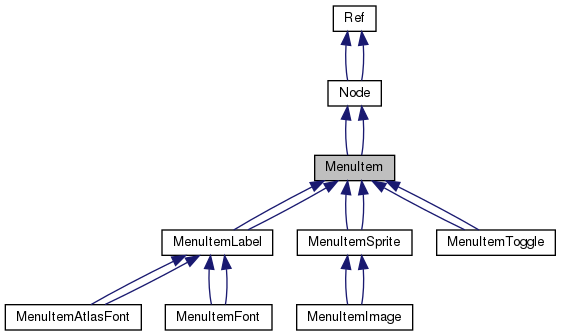 Ref
Node
MenuItem
MenuItemLabel
MenuItemSprite
MenuItemToggle
MenuItemAtlasFont
MenuItemFont
MenuItemImage